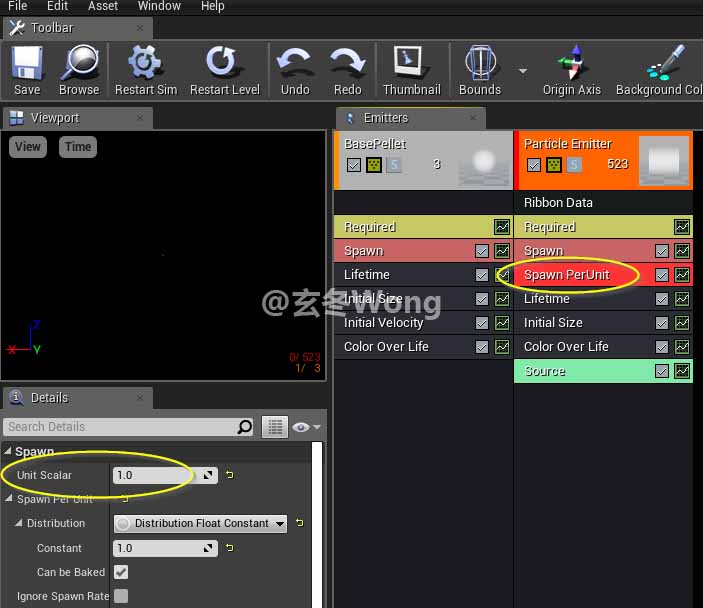 File Edit Asset Window Help
Toolbar
Save Browse Restart Sim Restart Level Undo Redo Thumbnail Bounds Origin Axis Background Col
Viewport
View Time
Z
X Y
0/ 523
1/ 3
Details
Search Details
Spawn
Unit Scalar 1.0
Spawn Per Unit
Distribution Distribution Float Constant
Constant 1.0
Can be Baked
Ignore Spawn Rate
Emitters
BasePellet
S 3
Required
Spawn
Lifetime
Initial Size
Initial Velocity
Color Over Life
Particle Emitter
S 523
Ribbon Data
Required
Spawn
Spawn PerUnit
Lifetime
Initial Size
Color Over Life
Source
@玄冬Wong